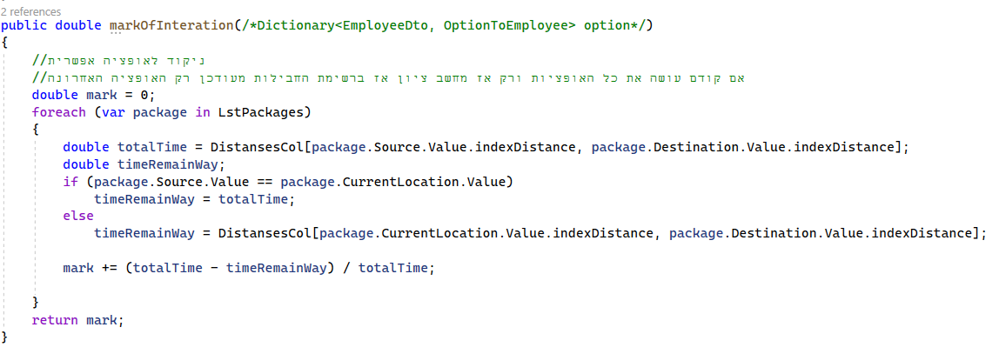 2 references
public double markOfInteration(/*Dictionary<EmployeeDto, OptionToEmployee> option*/)
{
//ניקוד לאופציה אפשרית
//אם קודם עושה את כל האופציות ורק אז מחשב ציון אז ברשימת החבילות מעודכן רק האופציה האחרונה
double mark = 0;
foreach (var package in LstPackages)
{
double totalTime = DistansesCol[package.Source.Value.indexDistance, package.Destination.Value.indexDistance];
double timeRemainWay;
if (package.Source.Value == package.CurrentLocation.Value)
timeRemainWay = totalTime;
else
timeRemainWay = DistansesCol[package.CurrentLocation.Value.indexDistance, package.Destination.Value.indexDistance];
mark += (totalTime - timeRemainWay) / totalTime;
}
return mark;
}